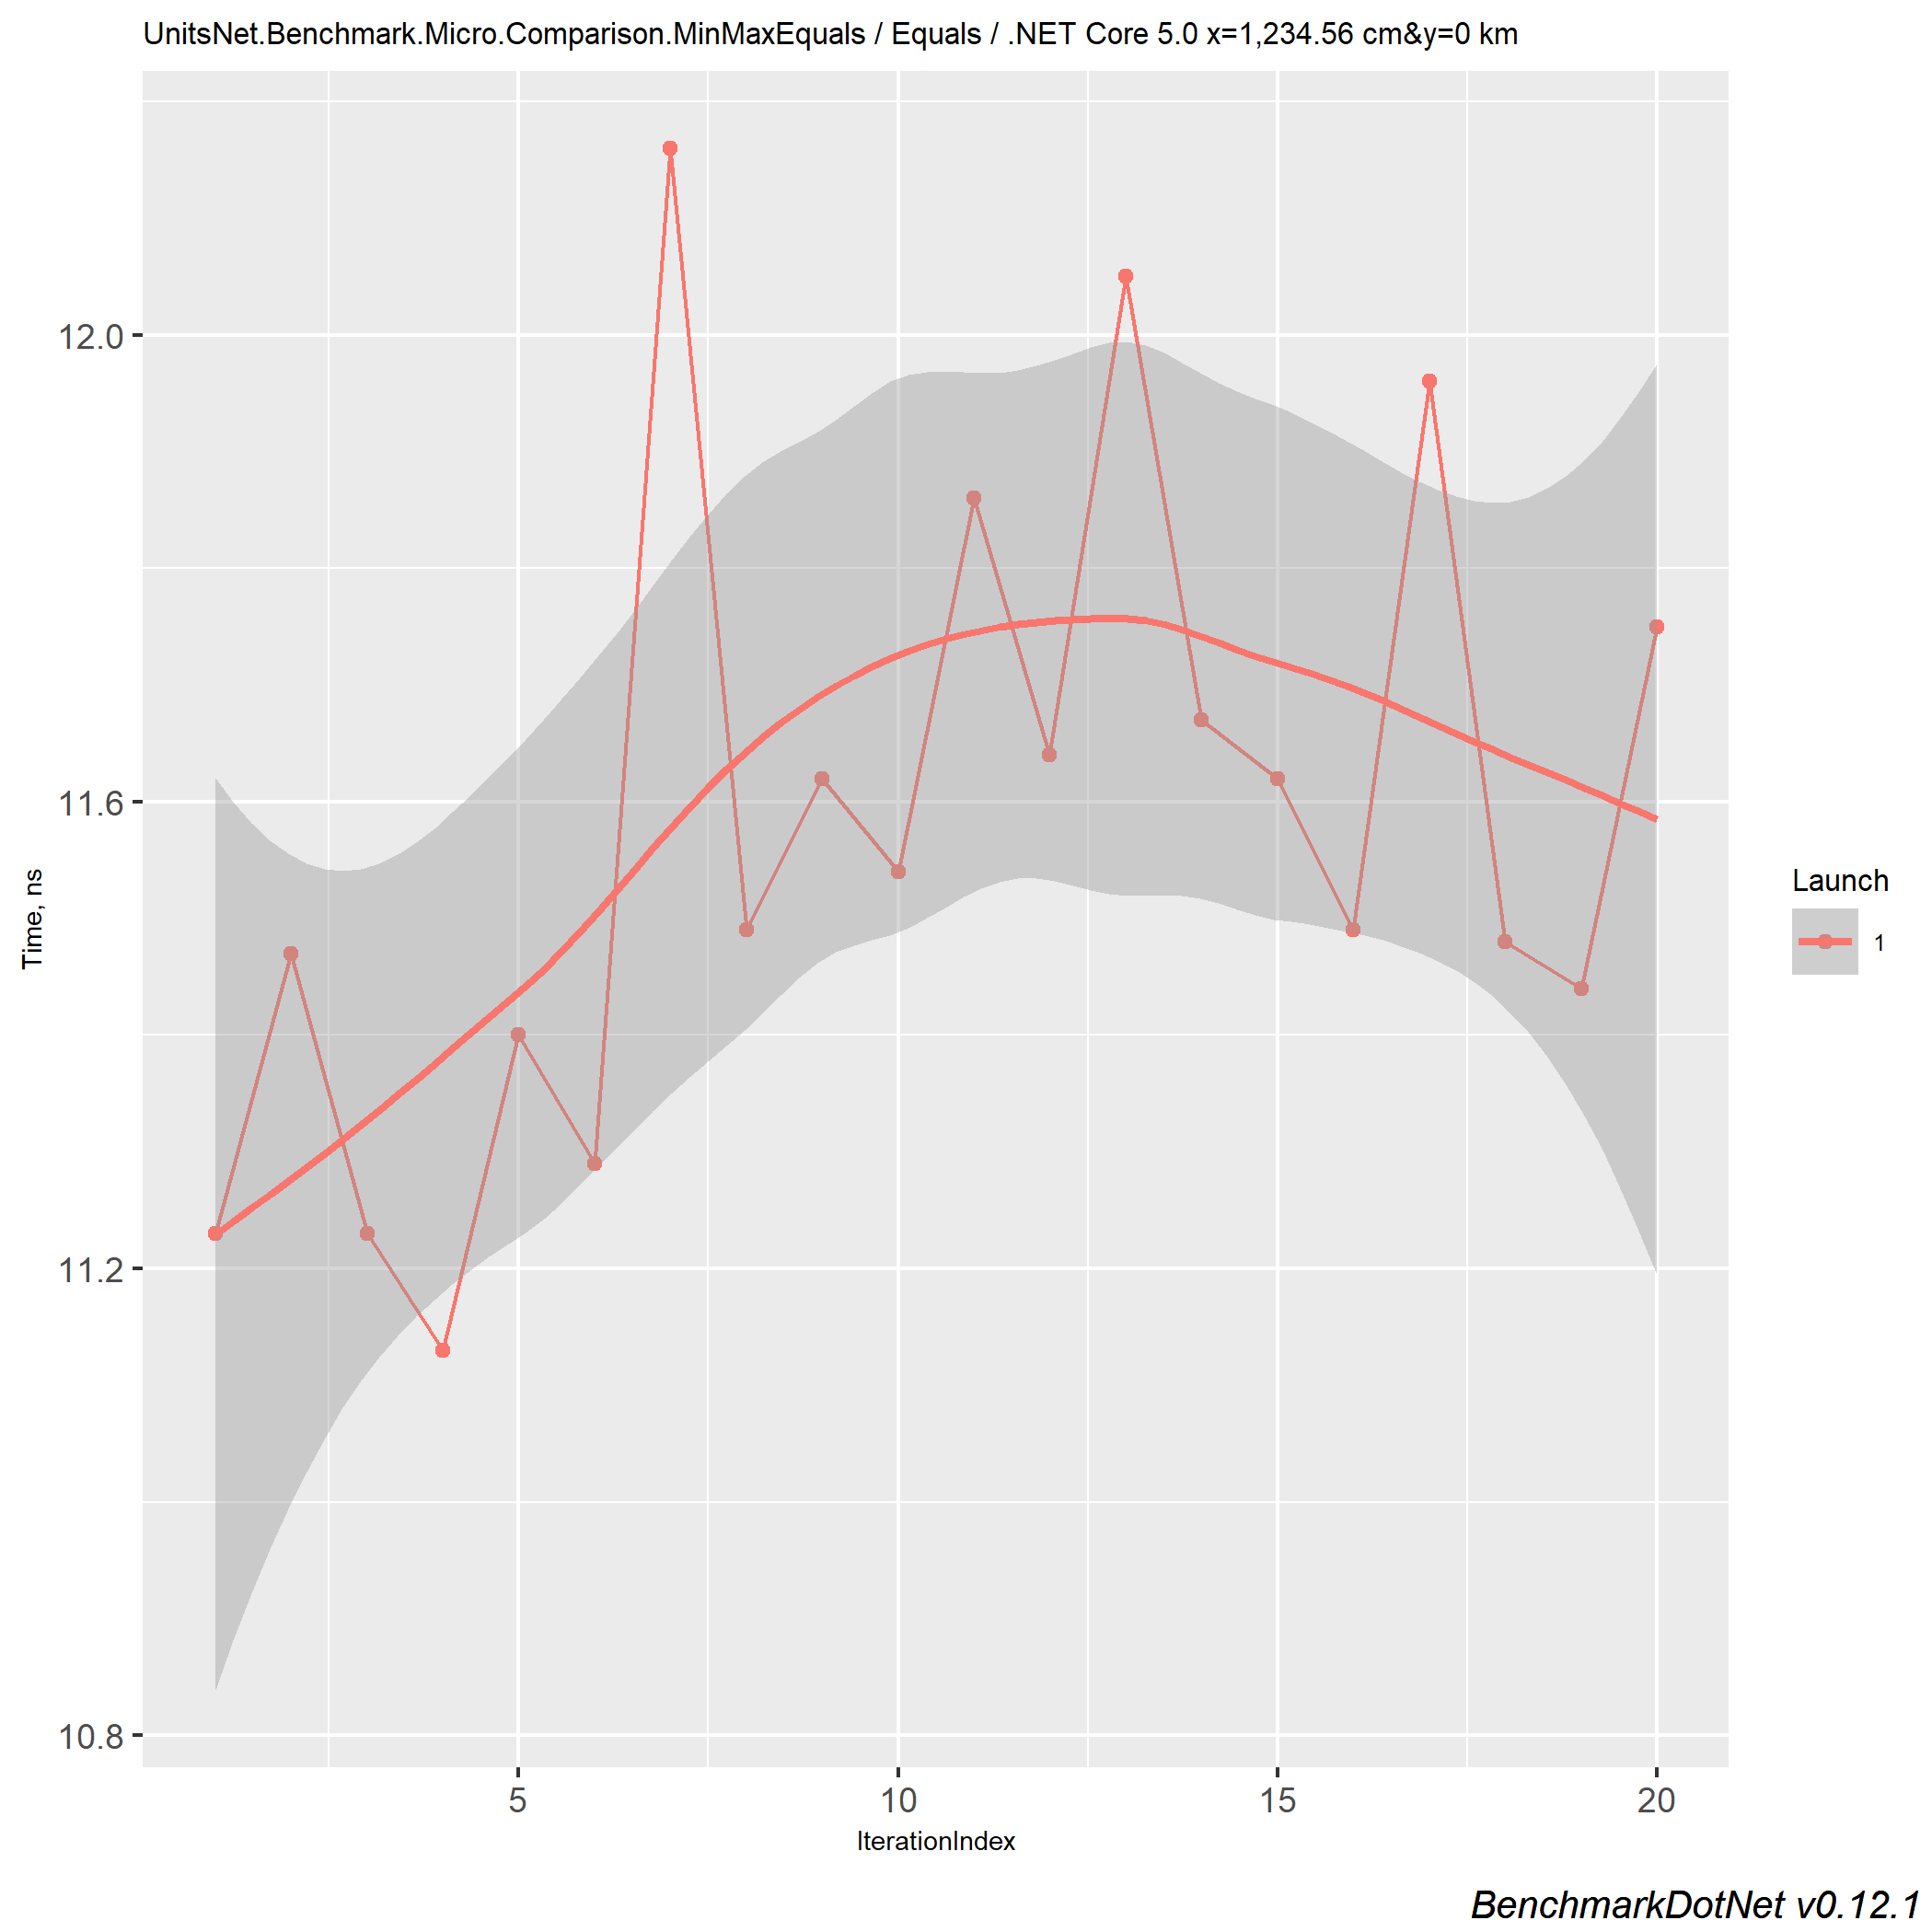 UnitsNet.Benchmark.Micro.Comparison.MinMaxEquals / Equals / .NET Core 5.0 x=1,234.56 cm&y=0 km
12.0
11.6
11.2
10.8
Time, ns
5 10 15 20
IterationIndex
Launch
1
BenchmarkDotNet v0.12.1